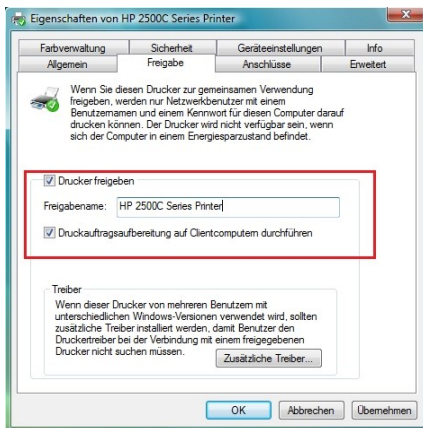 Eigenschaften von HP 2500C Series Printer
Farbverwaltung Sicherheit Geräteeinstellungen Info
Allgemein Freigabe Anschlüsse Erweitert
Wenn Sie diesen Drucker zur gemeinsamen Verwendung
freigeben, werden nur Netzwerkbenutzer mit einem
Benutzernamen und einem Kennwort für diesen Computer darauf
drucken können. Der Drucker wird nicht verfügbar sein, wenn
sich der Computer in einem Energiesparzustand befindet.
Drucker freigeben
Freigabename: HP 2500C Series Printer
Druckauftragsaufbereitung auf Clientcomputern durchführen
Treiber
Wenn dieser Drucker von mehreren Benutzern mit
unterschiedlichen Windows-Versionen verwendet wird, sollten
zusätzliche Treiber installiert werden, damit Benutzer den
Druckertreiber bei der Verbindung mit einem freigegebenen
Drucker nicht suchen müssen.
Zusätzliche Treiber...
OK Abbrechen Übernehmen